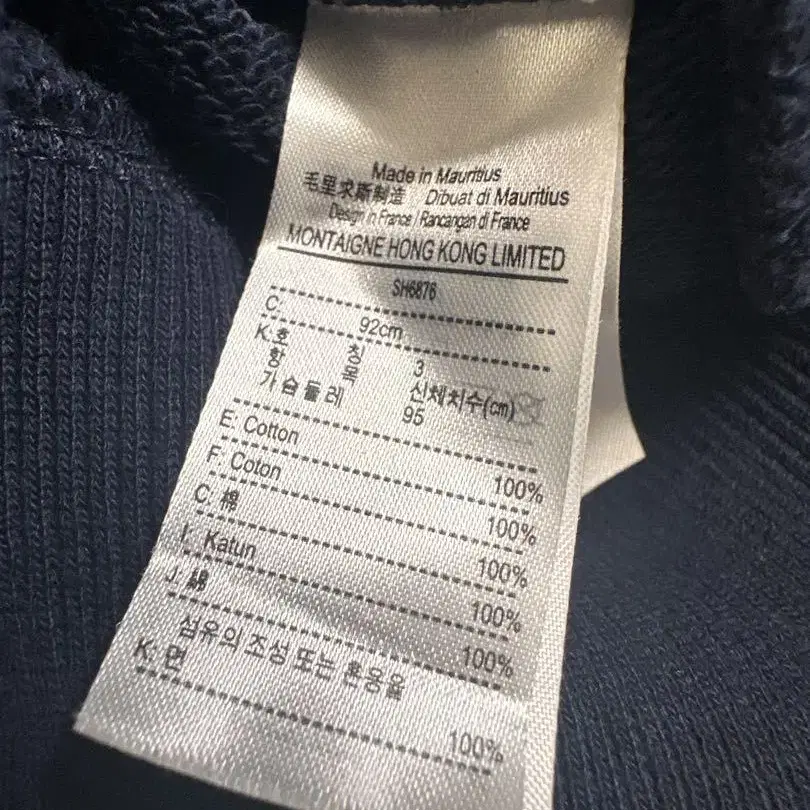 Made in Mauritius
毛里求斯制造 Dibuat di Mauritius
Design in France / Rancangan di France
MONTAIGNE HONG KONG LIMITED
SH6876
C: 92cm
K: 호 칭 3
항 목 신체치수(cm)
가슴둘레 95
E: Cotton 100%
F: Coton 100%
C: 棉 100%
I: Katun 100%
J: 綿 100%
섬유의 조성 또는 혼용율
K: 면 100%